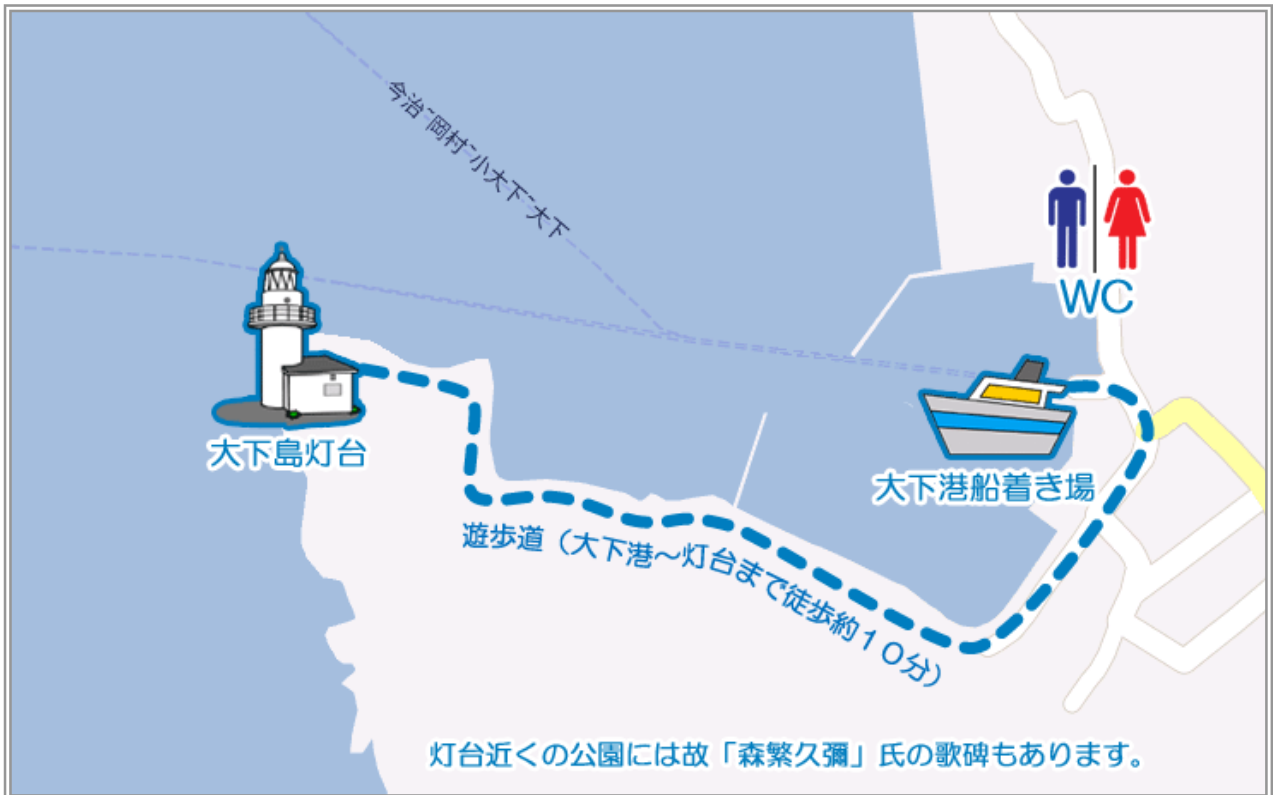 今治-岡村-小大下-大下
WC
大下島灯台
大下港船着き場
遊歩道（大下港～灯台まで徒歩約１０分）
灯台近くの公園には故「森繁久彌」氏の歌碑もあります。